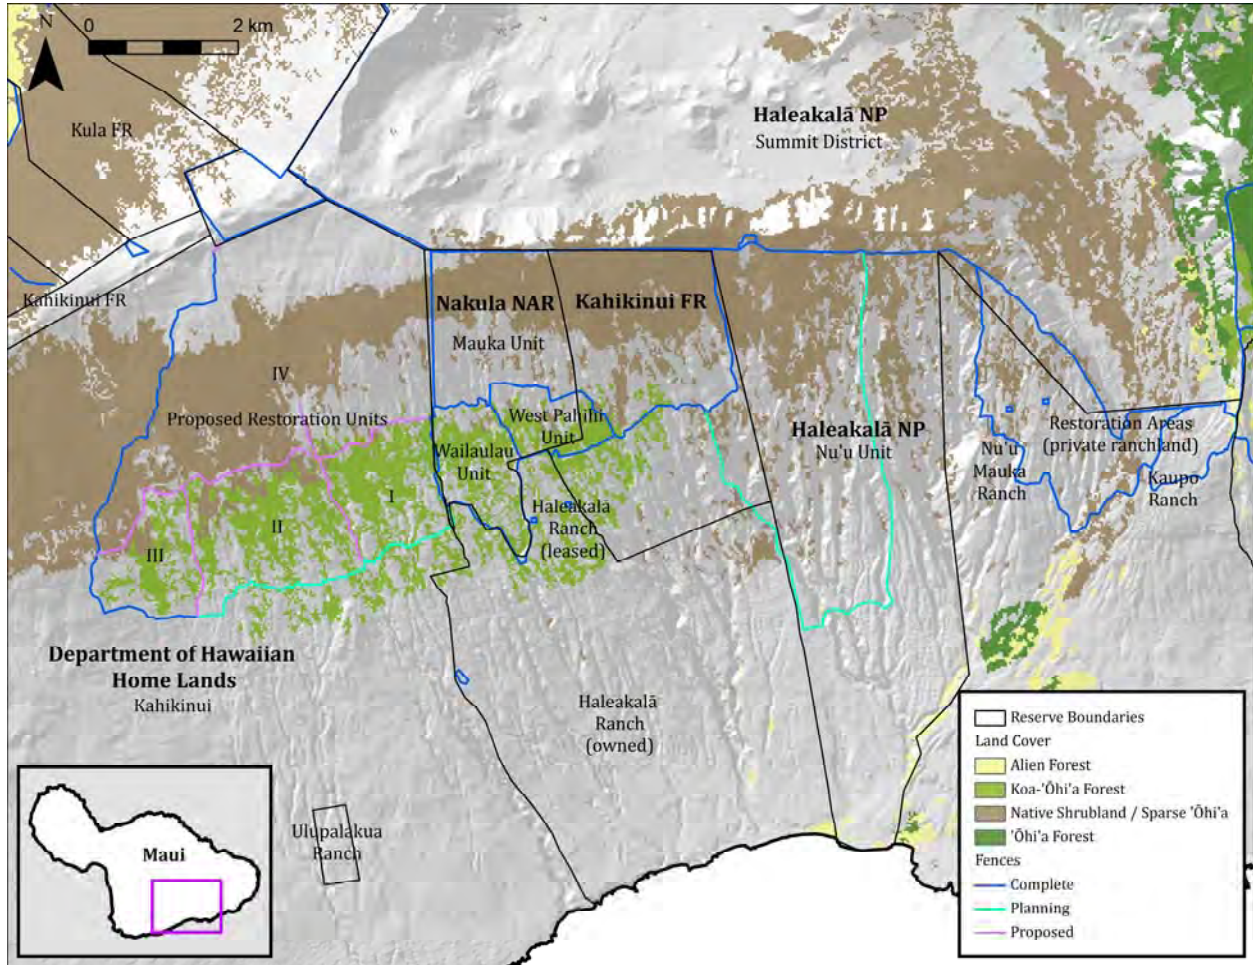 N
0
2 km
Kula FR
Haleakalā NP
Summit District
Kahikinui FR
Nakula NAR
Mauka Unit
Kahikinui FR
IV
Proposed Restoration Units
West Pahihi
Unit
Wailaulau
Unit
Haleakalā NP
Nu'u Unit
Restoration Areas
(private ranchland)
Nu'u
Mauka
Ranch
Kaupo
Ranch
I
II
III
Haleakalā
Ranch
(leased)
Department of Hawaiian
Home Lands
Kahikinui
Haleakalā
Ranch
(owned)
Ulupalakua
Ranch
Maui
Reserve Boundaries
Land Cover
Alien Forest
Koa-'Ōhi'a Forest
Native Shrubland / Sparse 'Ōhi'a
'Ōhi'a Forest
Fences
Complete
Planning
Proposed